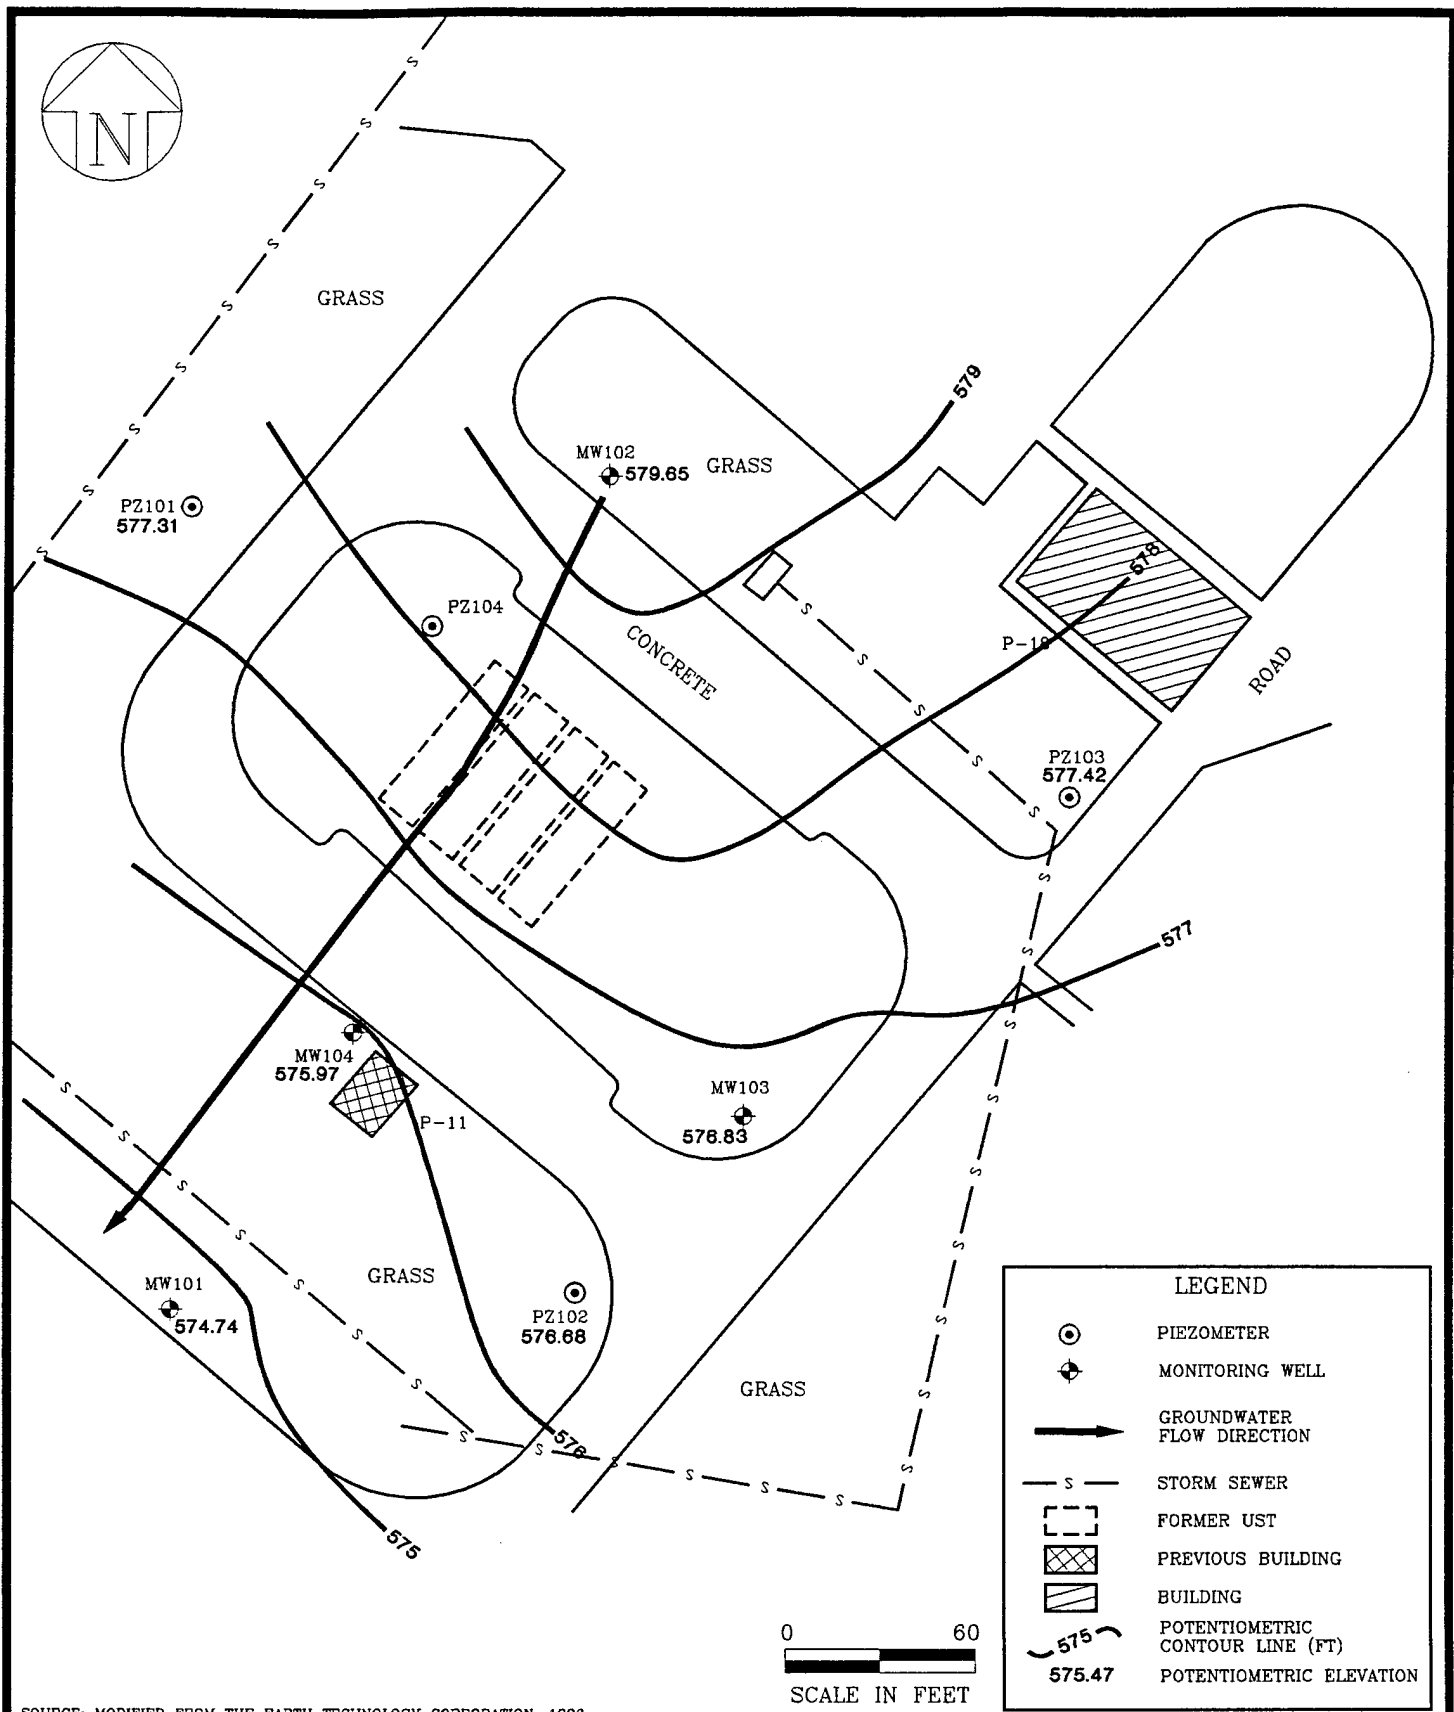 N
S
S
S
S
S
S
S
S
S
GRASS
579
MW102
579.65
GRASS
PZ101
577.31
578
PZ104
CONCRETE
S
P-18
ROAD
S
S
S
S
PZ103
577.42
S
577
S
S
MW104
575.97
P-11
MW103
576.83
S
S
S
S
S
S
S
S
S
S
S
S
GRASS
MW101
574.74
PZ102
576.68
GRASS
576
S
S
S
S
S
S
575
LEGEND
PIEZOMETER
MONITORING WELL
GROUNDWATER
FLOW DIRECTION
S STORM SEWER
FORMER UST
PREVIOUS BUILDING
BUILDING
575 POTENTIOMETRIC
CONTOUR LINE (FT)
575.47 POTENTIOMETRIC ELEVATION
0 60
SCALE IN FEET